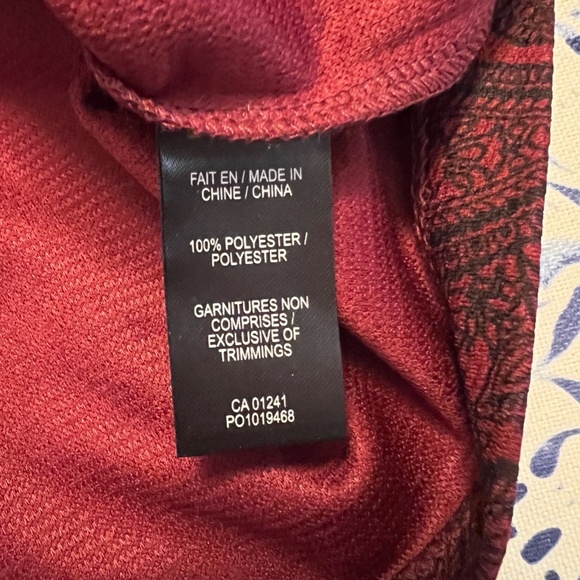 FAIT EN / MADE IN
CHINE / CHINA
100% POLYESTER /
POLYESTER
GARNITURES NON
COMPRISES /
EXCLUSIVE OF
TRIMMINGS
CA 01241
PO1019468